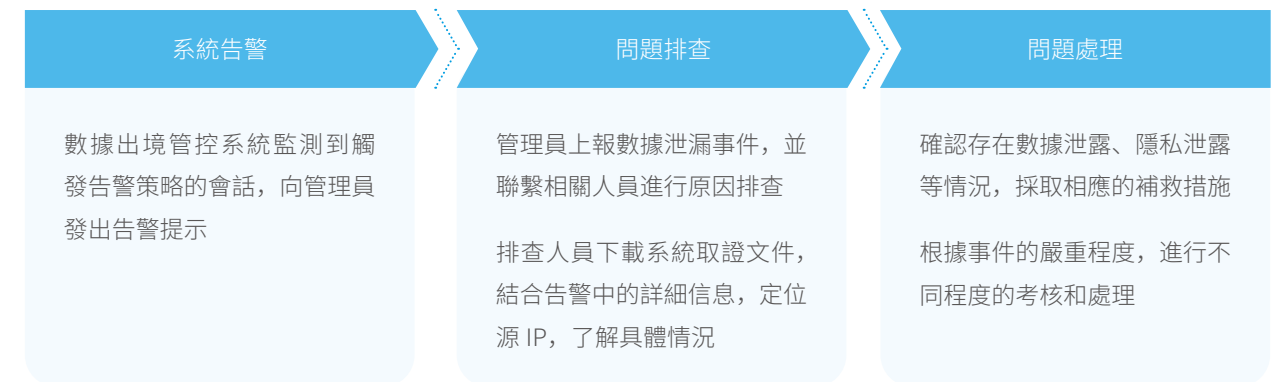 系統告警
數據出境管控系統監測到觸
發告警策略的會話，向管理員
發出告警提示
問題排查
管理員上報數據泄漏事件，並
聯繫相關人員進行原因排查
排查人員下載系統取證文件，
結合告警中的詳細信息，定位
源 IP，了解具體情況
問題處理
確認存在數據泄露、隱私泄露
等情況，採取相應的補救措施
根據事件的嚴重程度，進行不
同程度的考核和處理